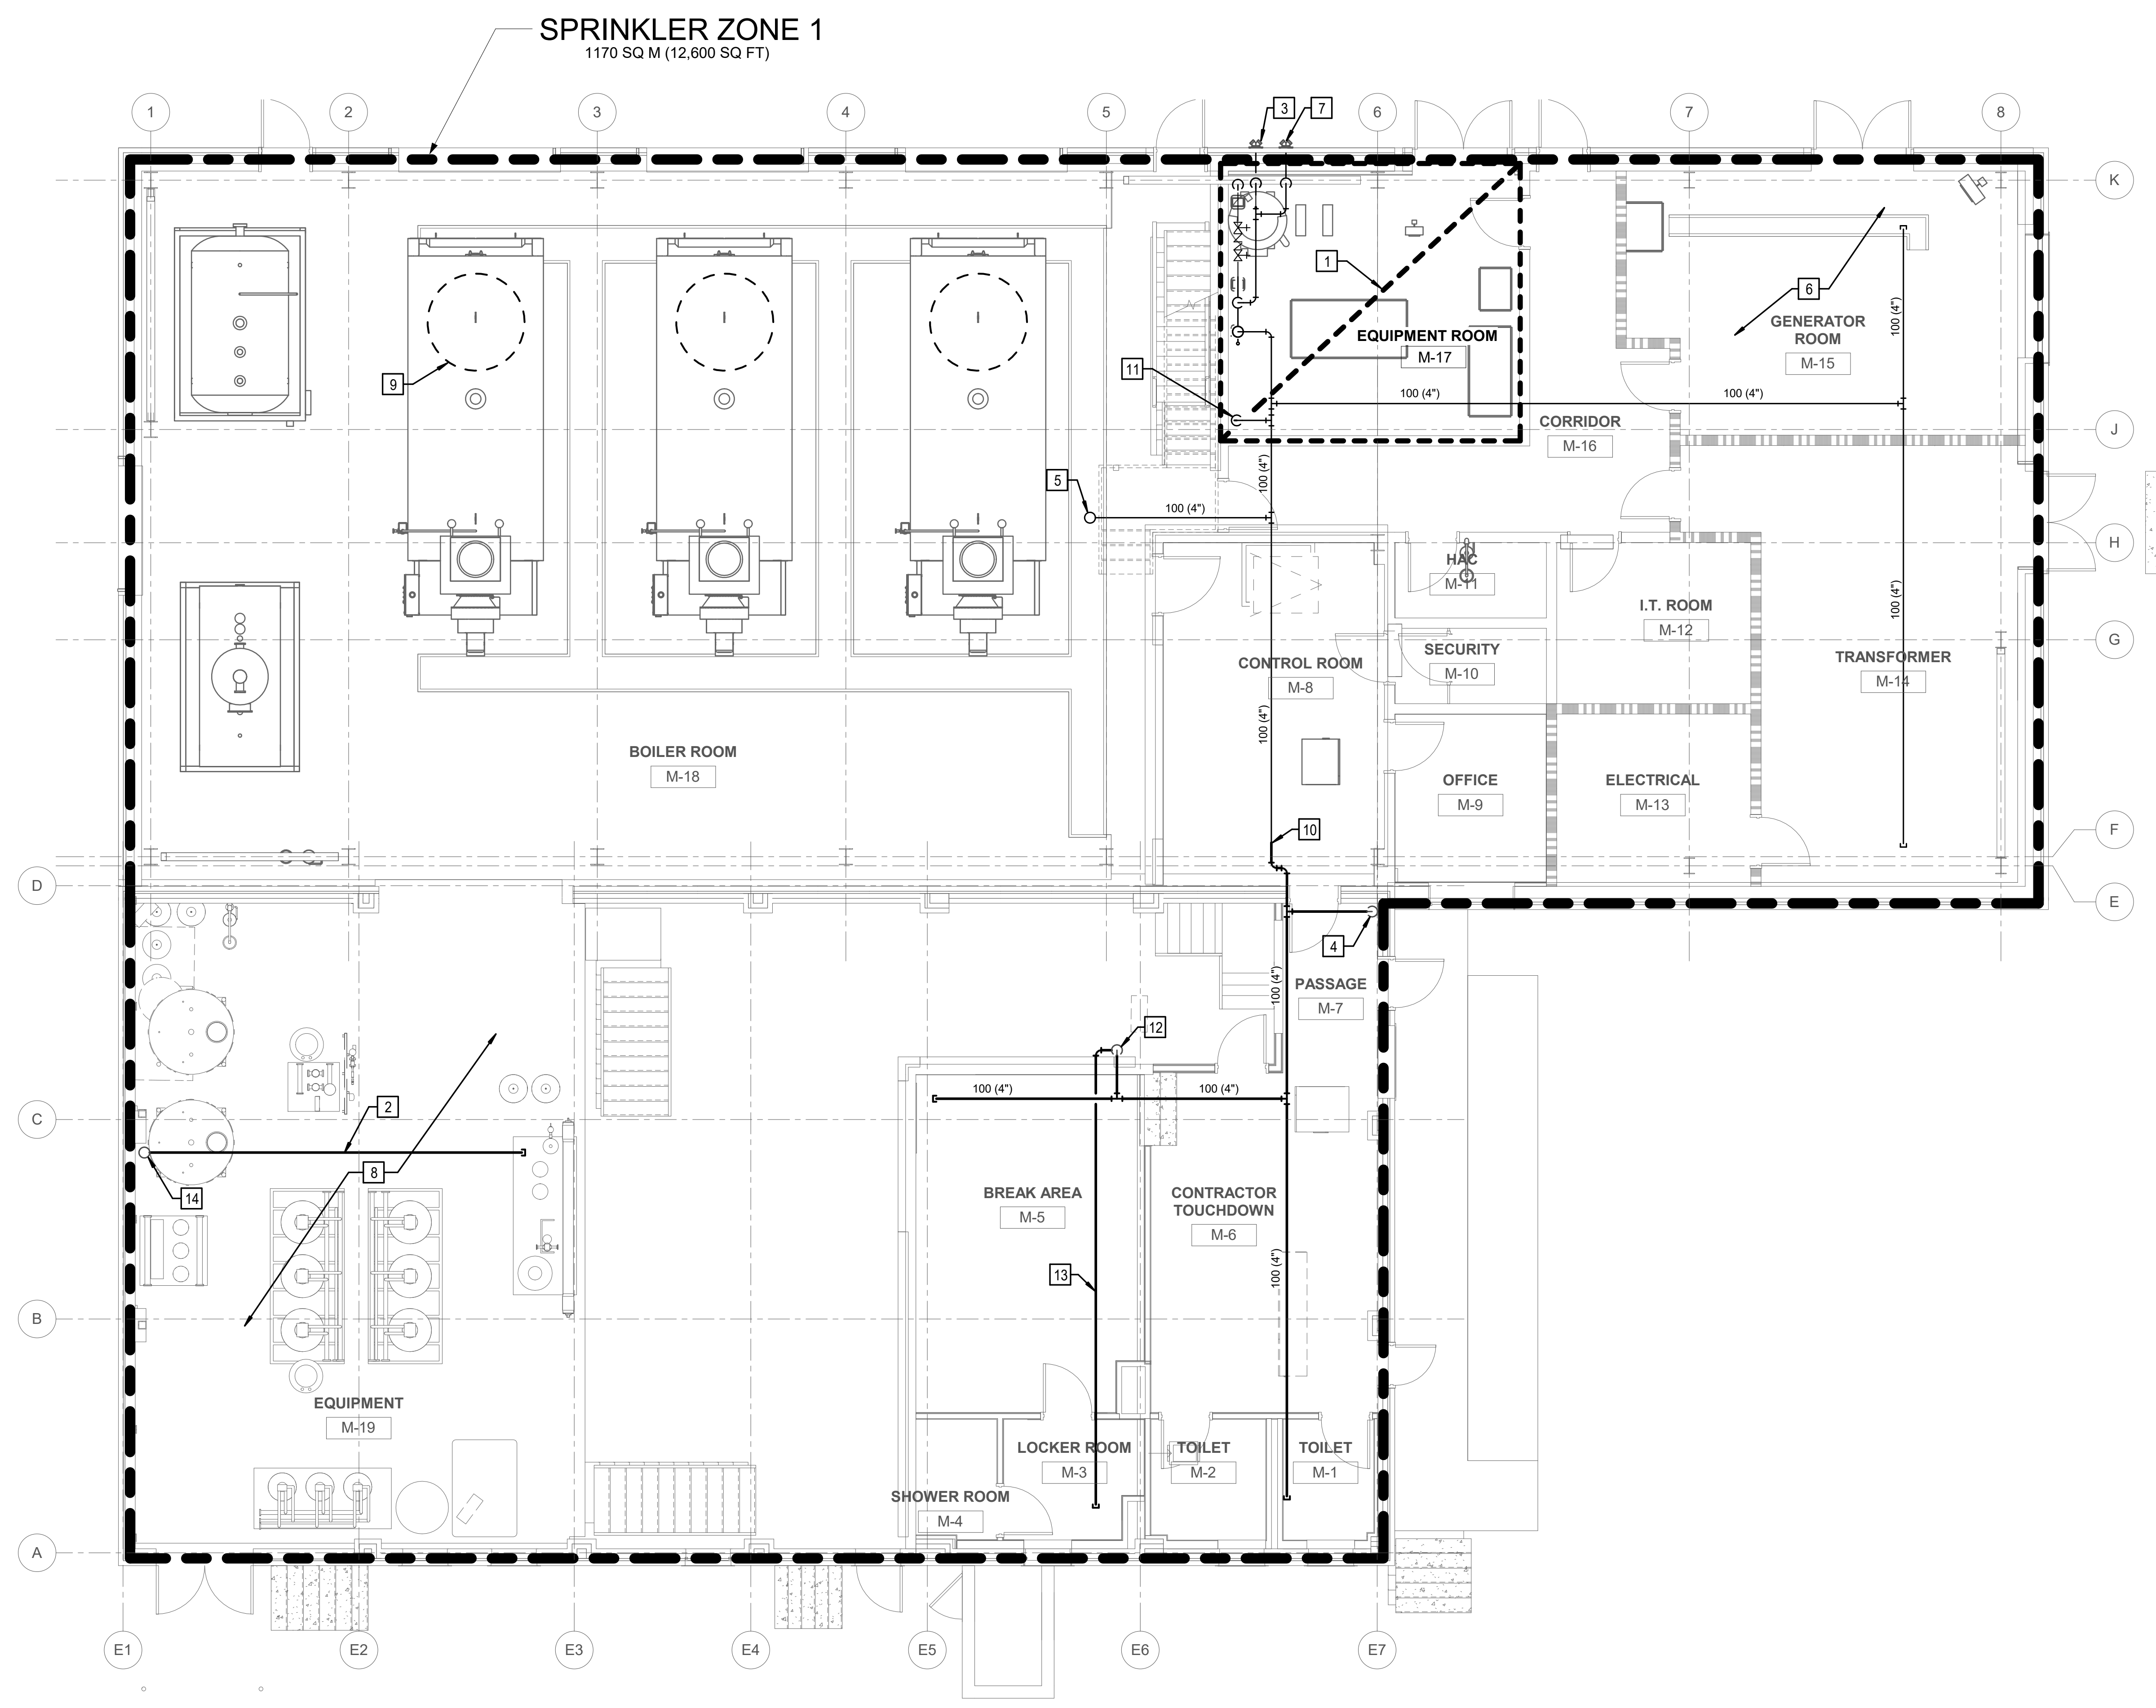 SPRINKLER ZONE 1
1170 SQ M (12,600 SQ FT)
1
2
3
4
5
3
7
6
7
8
K
1
6
GENERATOR
ROOM
M-15
100 (4")
EQUIPMENT ROOM
M-17
9
11
100 (4")
100 (4")
CORRIDOR
M-16
J
5
100 (4")
100 (4")
H
HAC
M-11
I.T. ROOM
M-12
100 (4")
G
SECURITY
M-10
CONTROL ROOM
M-8
TRANSFORMER
M-14
100 (4")
BOILER ROOM
M-18
OFFICE
M-9
ELECTRICAL
M-13
10
F
D
E
4
PASSAGE
M-7
100 (4")
12
100 (4")
100 (4")
2
C
8
14
BREAK AREA
M-5
CONTRACTOR
TOUCHDOWN
M-6
13
100 (4")
B
EQUIPMENT
M-19
LOCKER ROOM
M-3
TOILET
M-2
TOILET
M-1
SHOWER ROOM
M-4
A
E1
E2
E3
E4
E5
E6
E7